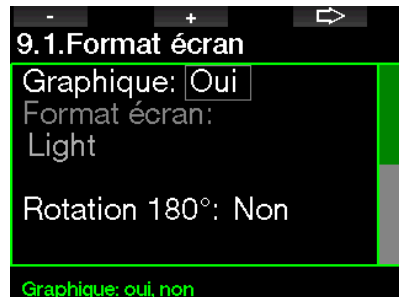 - + ⇨
9.1.Format écran
Graphique: Oui
Format écran:
Light
Rotation 180°: Non
Graphique: oui, non